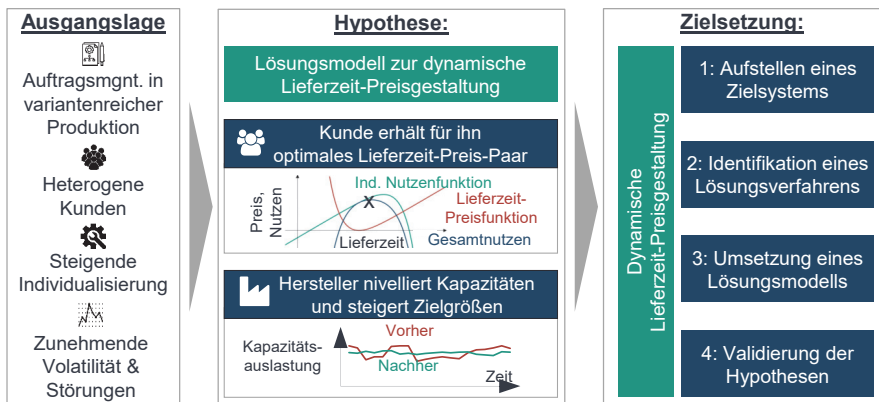 Ausgangslage
Auftragsmgnt. in
variantenreicher
Produktion
Heterogene
Kunden
Steigende
Individualisierung
Zunehmende
Volatilität &
Störungen
Hypothese:
Lösungsmodell zur dynamische
Lieferzeit-Preisgestaltung
Kunde erhält für ihn
optimales Lieferzeit-Preis-Paar
Preis,
Nutzen
Ind. Nutzenfunktion
X
Lieferzeit-
Preisfunktion
Lieferzeit
Gesamtnutzen
Hersteller nivelliert Kapazitäten
und steigert Zielgrößen
Kapazitäts-
auslastung
Vorher
Nachher
Zeit
Zielsetzung:
Dynamische
Lieferzeit-Preisgestaltung
1: Aufstellen eines
Zielsystems
2: Identifikation eines
Lösungsverfahrens
3: Umsetzung eines
Lösungsmodells
4: Validierung der
Hypothesen